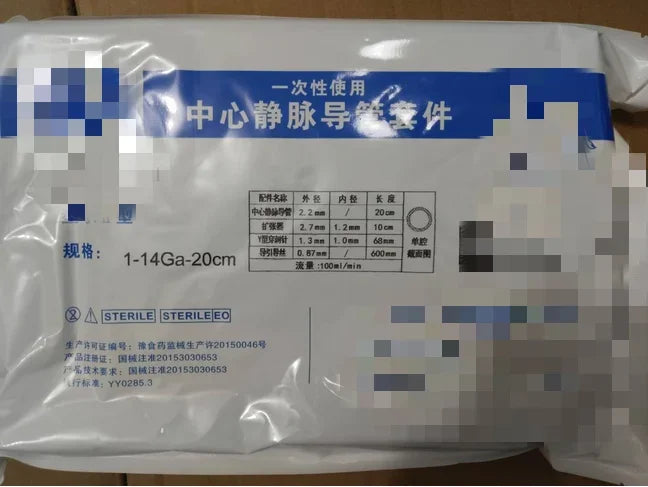 一次性使用
中心静脉导管套件
规格： 1-14Ga-20cm
配件名称 外径 内径 长度
中心静脉导管 2.2mm / 20cm
扩张器 2.7mm 1.2mm 10cm
Y型穿刺针 1.3mm 1.0mm 68mm
导引导丝 0.87mm / 600mm
流量:100ml/min
单腔
截面图
STERILE STERILE EO
生产许可证编号：豫食药监械生产许20150046号
产品注册证：国械注准20153030653
产品技术要求：国械注准20153030653
执行标准：YY0285.3